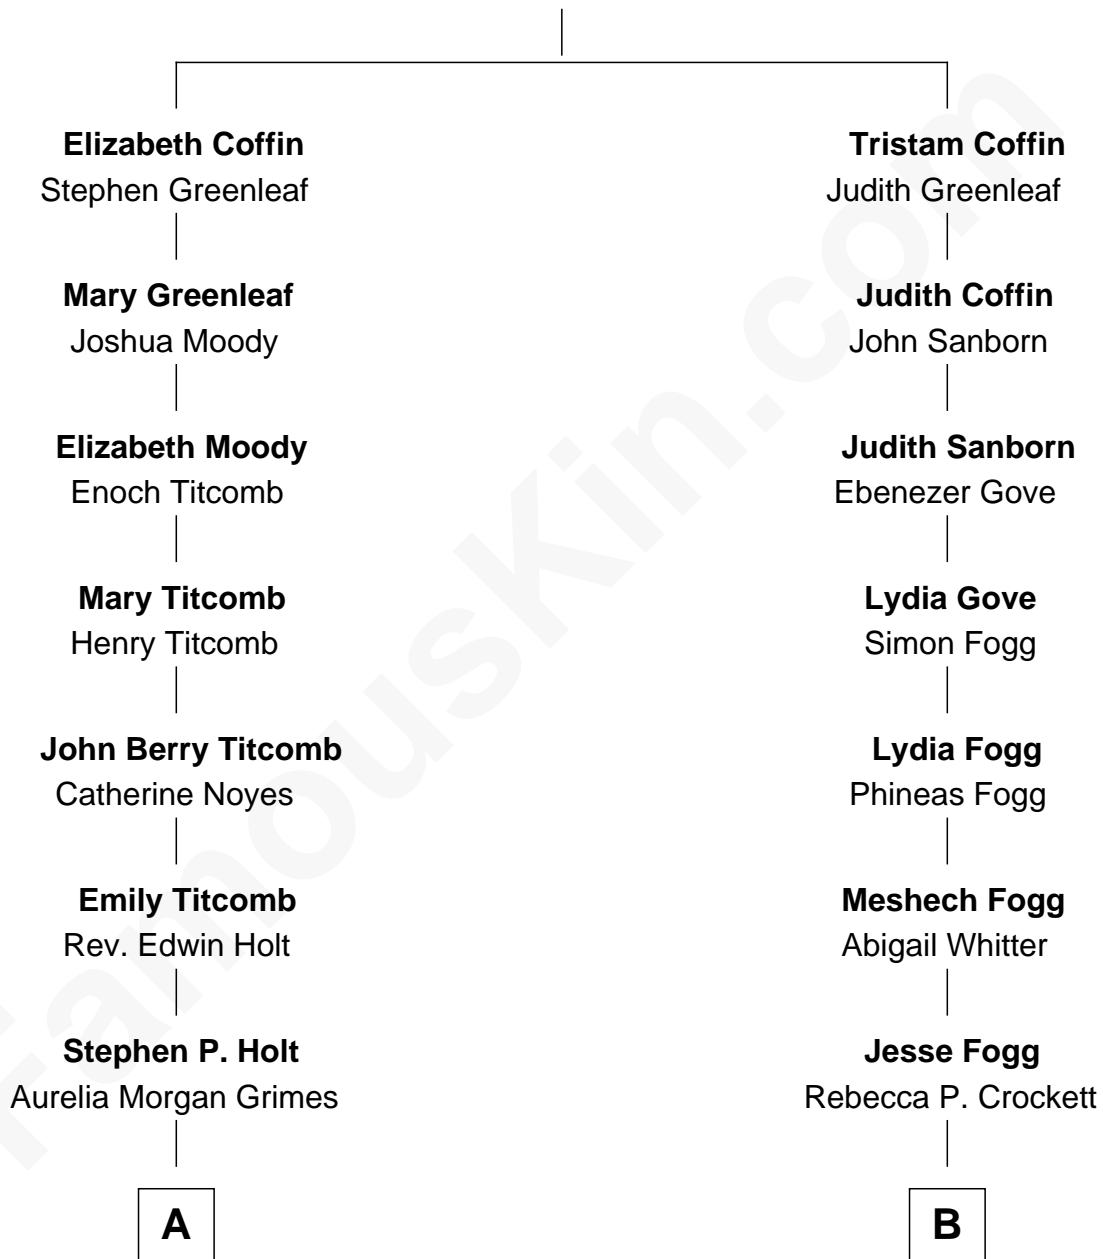 Elizabeth Coffin
Stephen Greenleaf
Mary Greenleaf
Joshua Moody
Elizabeth Moody
Enoch Titcomb
Mary Titcomb
Henry Titcomb
John Berry Titcomb
Catherine Noyes
Emily Titcomb
Rev. Edwin Holt
Stephen P. Holt
Aurelia Morgan Grimes
A
Tristam Coffin
Judith Greenleaf
Judith Coffin
John Sanborn
Judith Sanborn
Ebenezer Gove
Lydia Gove
Simon Fogg
Lydia Fogg
Phineas Fogg
Meshech Fogg
Abigail Whitter
Jesse Fogg
Rebecca P. Crockett
B
FamousKin.com